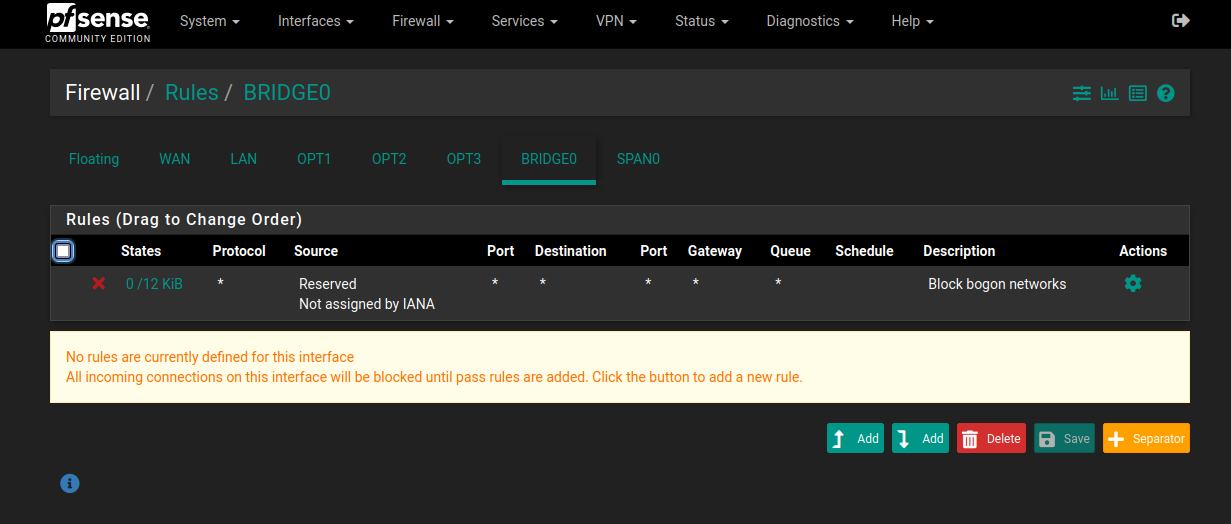 pfsense
COMMUNITY EDITION
System Interfaces Firewall Services VPN Status Diagnostics Help
Firewall / Rules / BRIDGE0
Floating WAN LAN OPT1 OPT2 OPT3 BRIDGE0 SPAN0
Rules (Drag to Change Order)
States Protocol Source Port Destination Port Gateway Queue Schedule Description Actions
0 /12 KiB * Reserved * * * * * Block bogon networks
Not assigned by IANA
No rules are currently defined for this interface
All incoming connections on this interface will be blocked until pass rules are added. Click the button to add a new rule.
Add Add Delete Save Separator